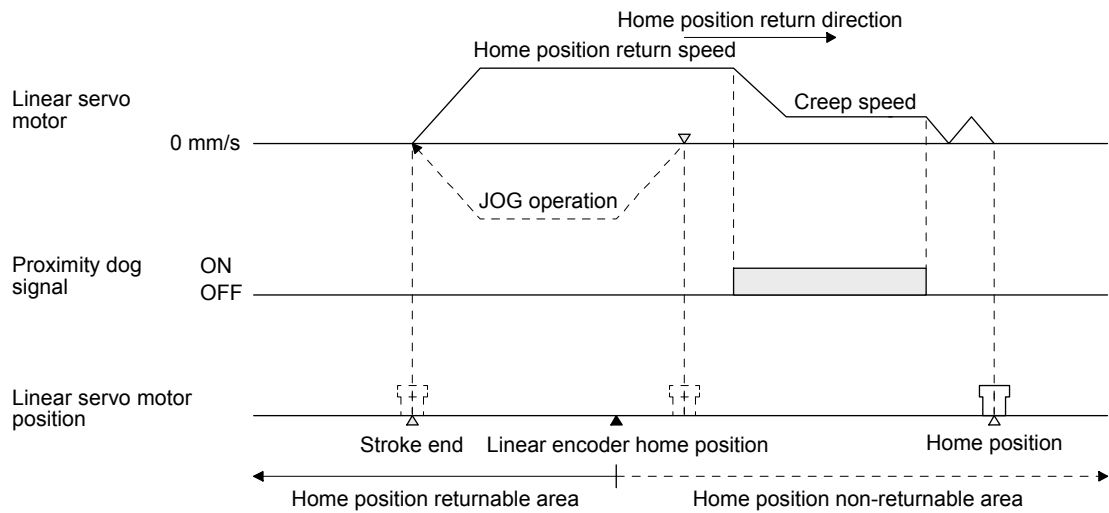 Home position return direction
Home position return speed
Linear servo
motor
Creep speed
0 mm/s
JOG operation
Proximity dog
signal
ON
OFF
Linear servo motor
position
Stroke end
Linear encoder home position
Home position
Home position returnable area
Home position non-returnable area